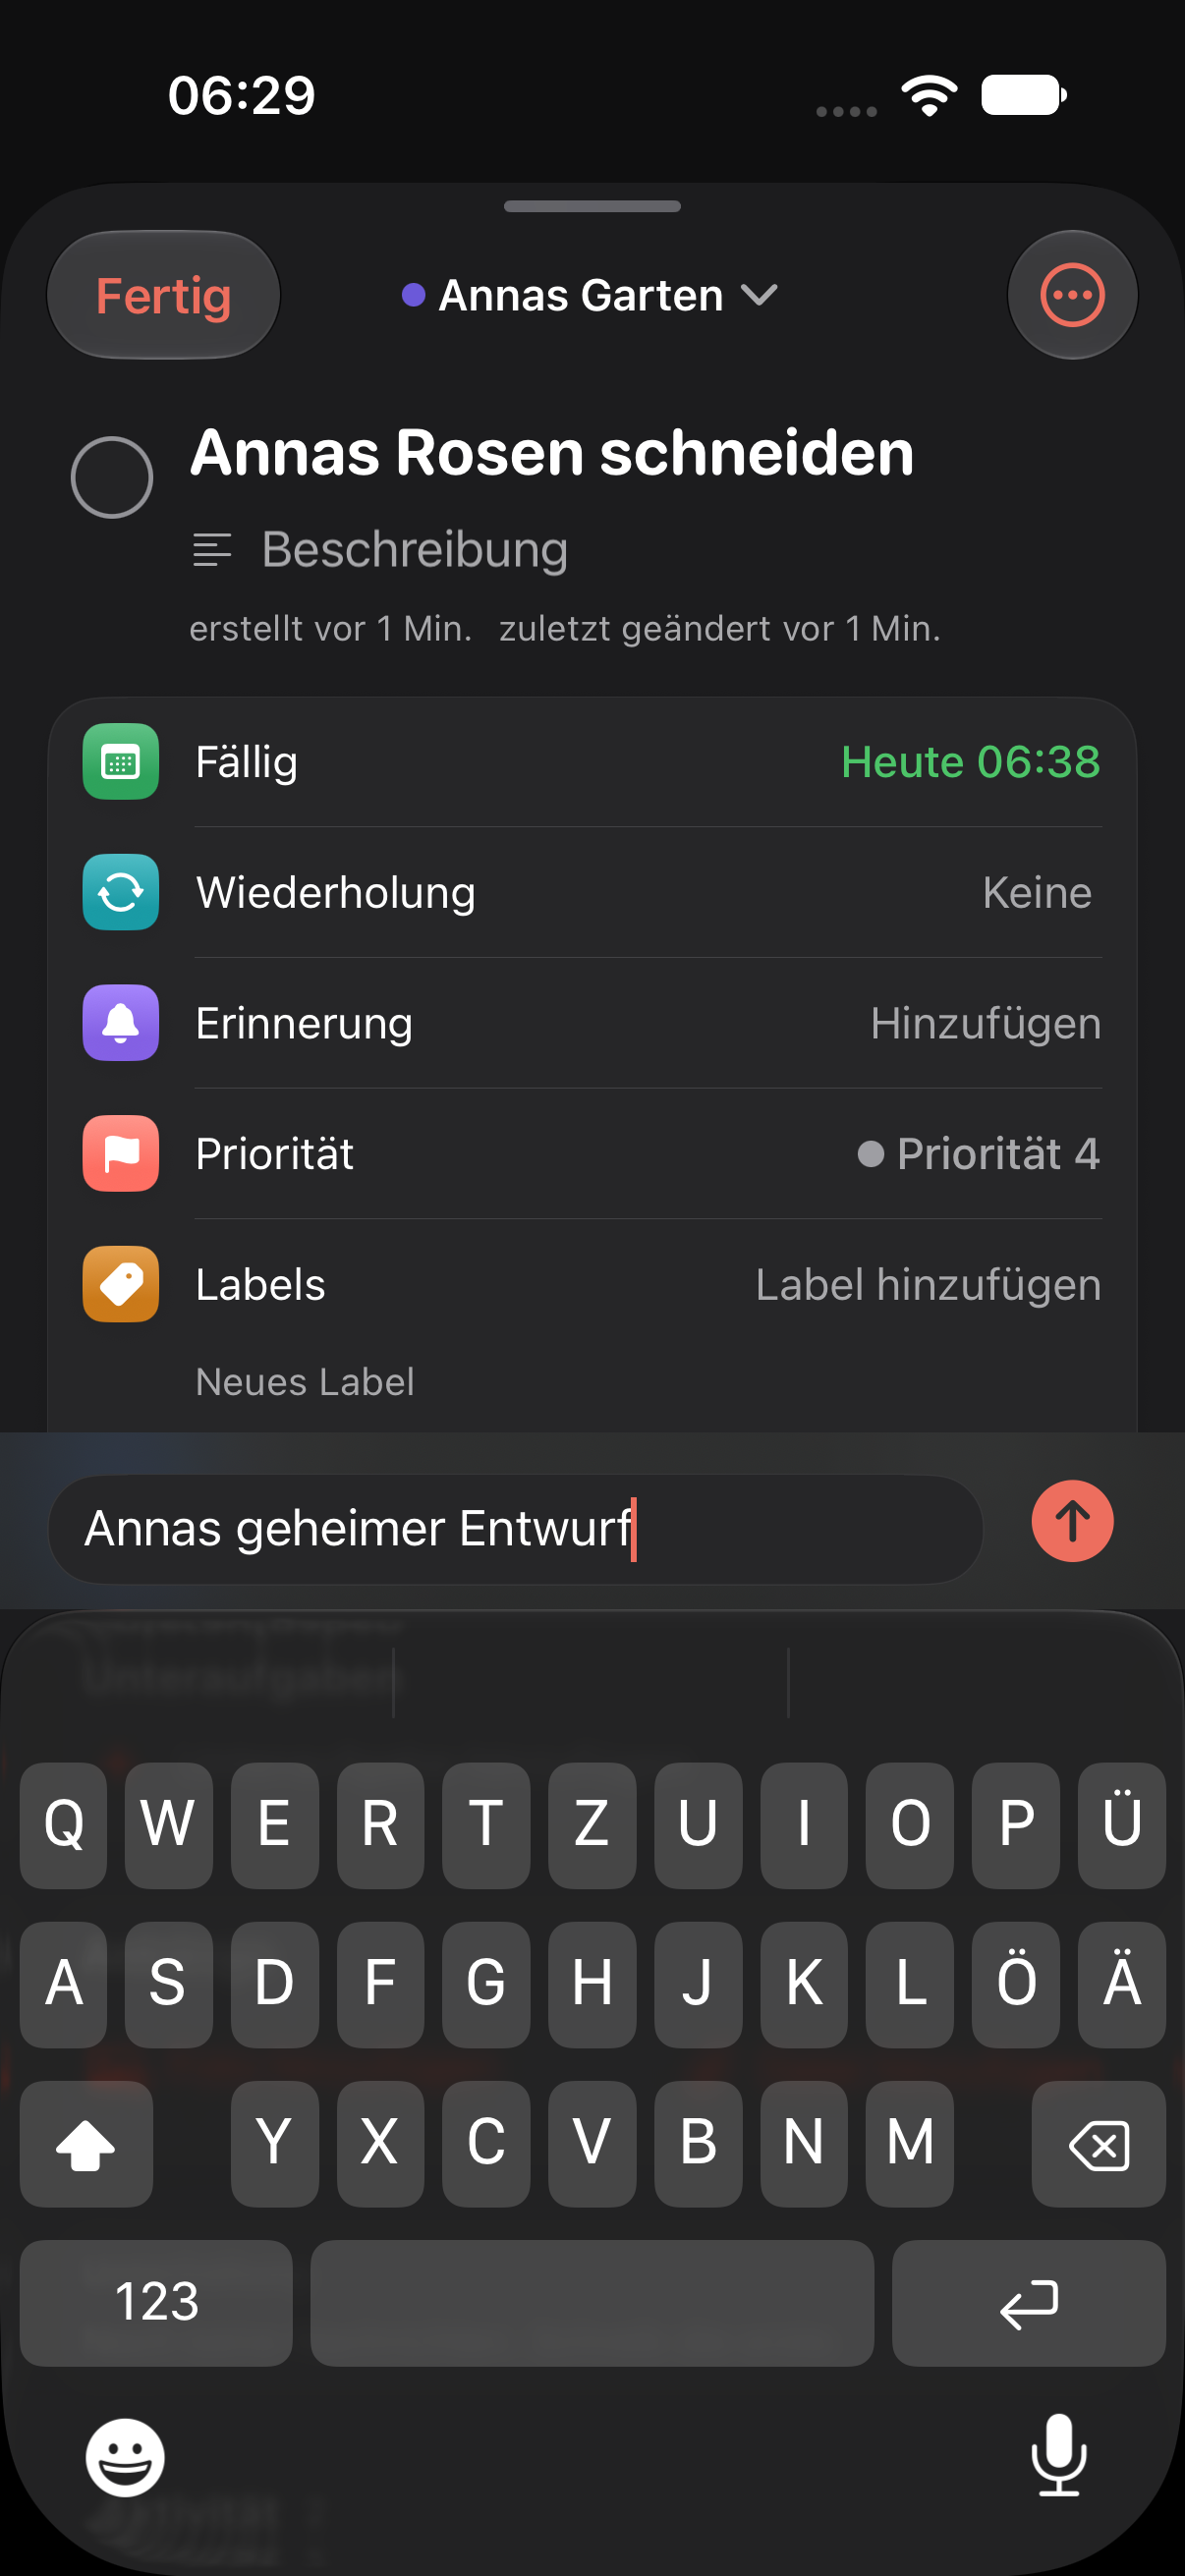 06:29
Fertig
Annas Garten
Annas Rosen schneiden
Beschreibung
erstellt vor 1 Min. zuletzt geändert vor 1 Min.
Fällig Heute 06:38
Wiederholung Keine
Erinnerung Hinzufügen
Priorität Priorität 4
Labels Label hinzufügen
Neues Label
Annas geheimer Entwurf
Unteraufgaben
Q W E R T Z U I O P Ü
A S D F G H J K L Ö Ä
Y X C V B N M
123